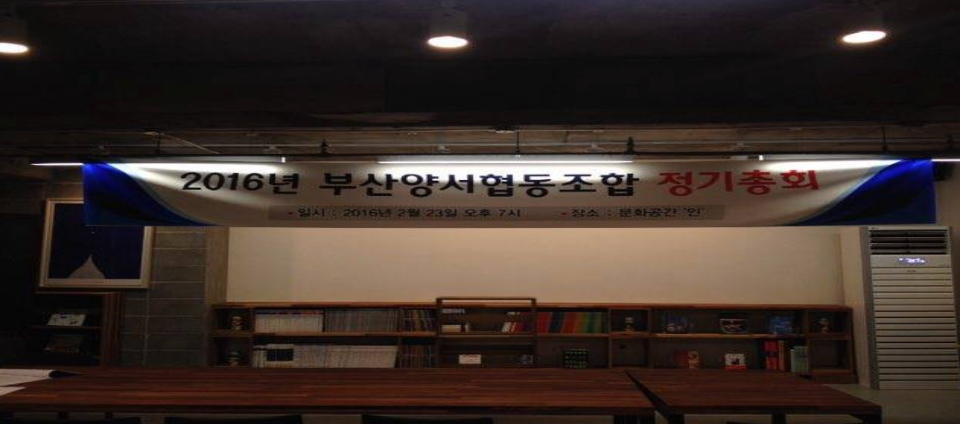 2016년 부산양서협동조합 정기총회
• 일시 : 2016년 2월 23일 오후 7시 • 장소 : 문화공간 '인'